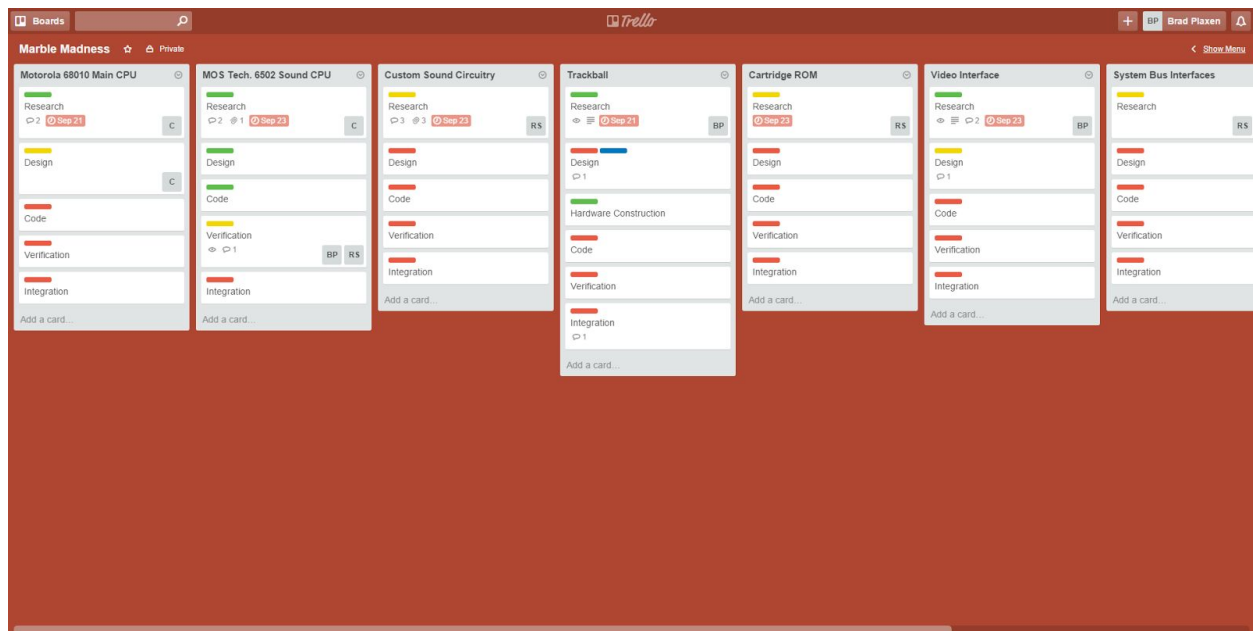 Boards
Trello
BP Brad Plaxen
Marble Madness
Private
Show Menu
Motorola 68010 Main CPU
Research
2 Sep 21
C
Design
C
Code
Verification
Integration
Add a card...
MOS Tech. 6502 Sound CPU
Research
2 1 Sep 23
C
Design
Code
Verification
1
BP RS
Integration
Add a card...
Custom Sound Circuitry
Research
3 3 Sep 23
RS
Design
Code
Verification
Integration
Add a card...
Trackball
Research
Sep 21
BP
Design
1
Hardware Construction
Code
Verification
Integration
1
Add a card...
Cartridge ROM
Research
Sep 23
RS
Design
Code
Verification
Integration
Add a card...
Video Interface
Research
2 Sep 23
BP
Design
1
Code
Verification
Integration
Add a card...
System Bus Interfaces
Research
RS
Design
Code
Verification
Integration
Add a card...